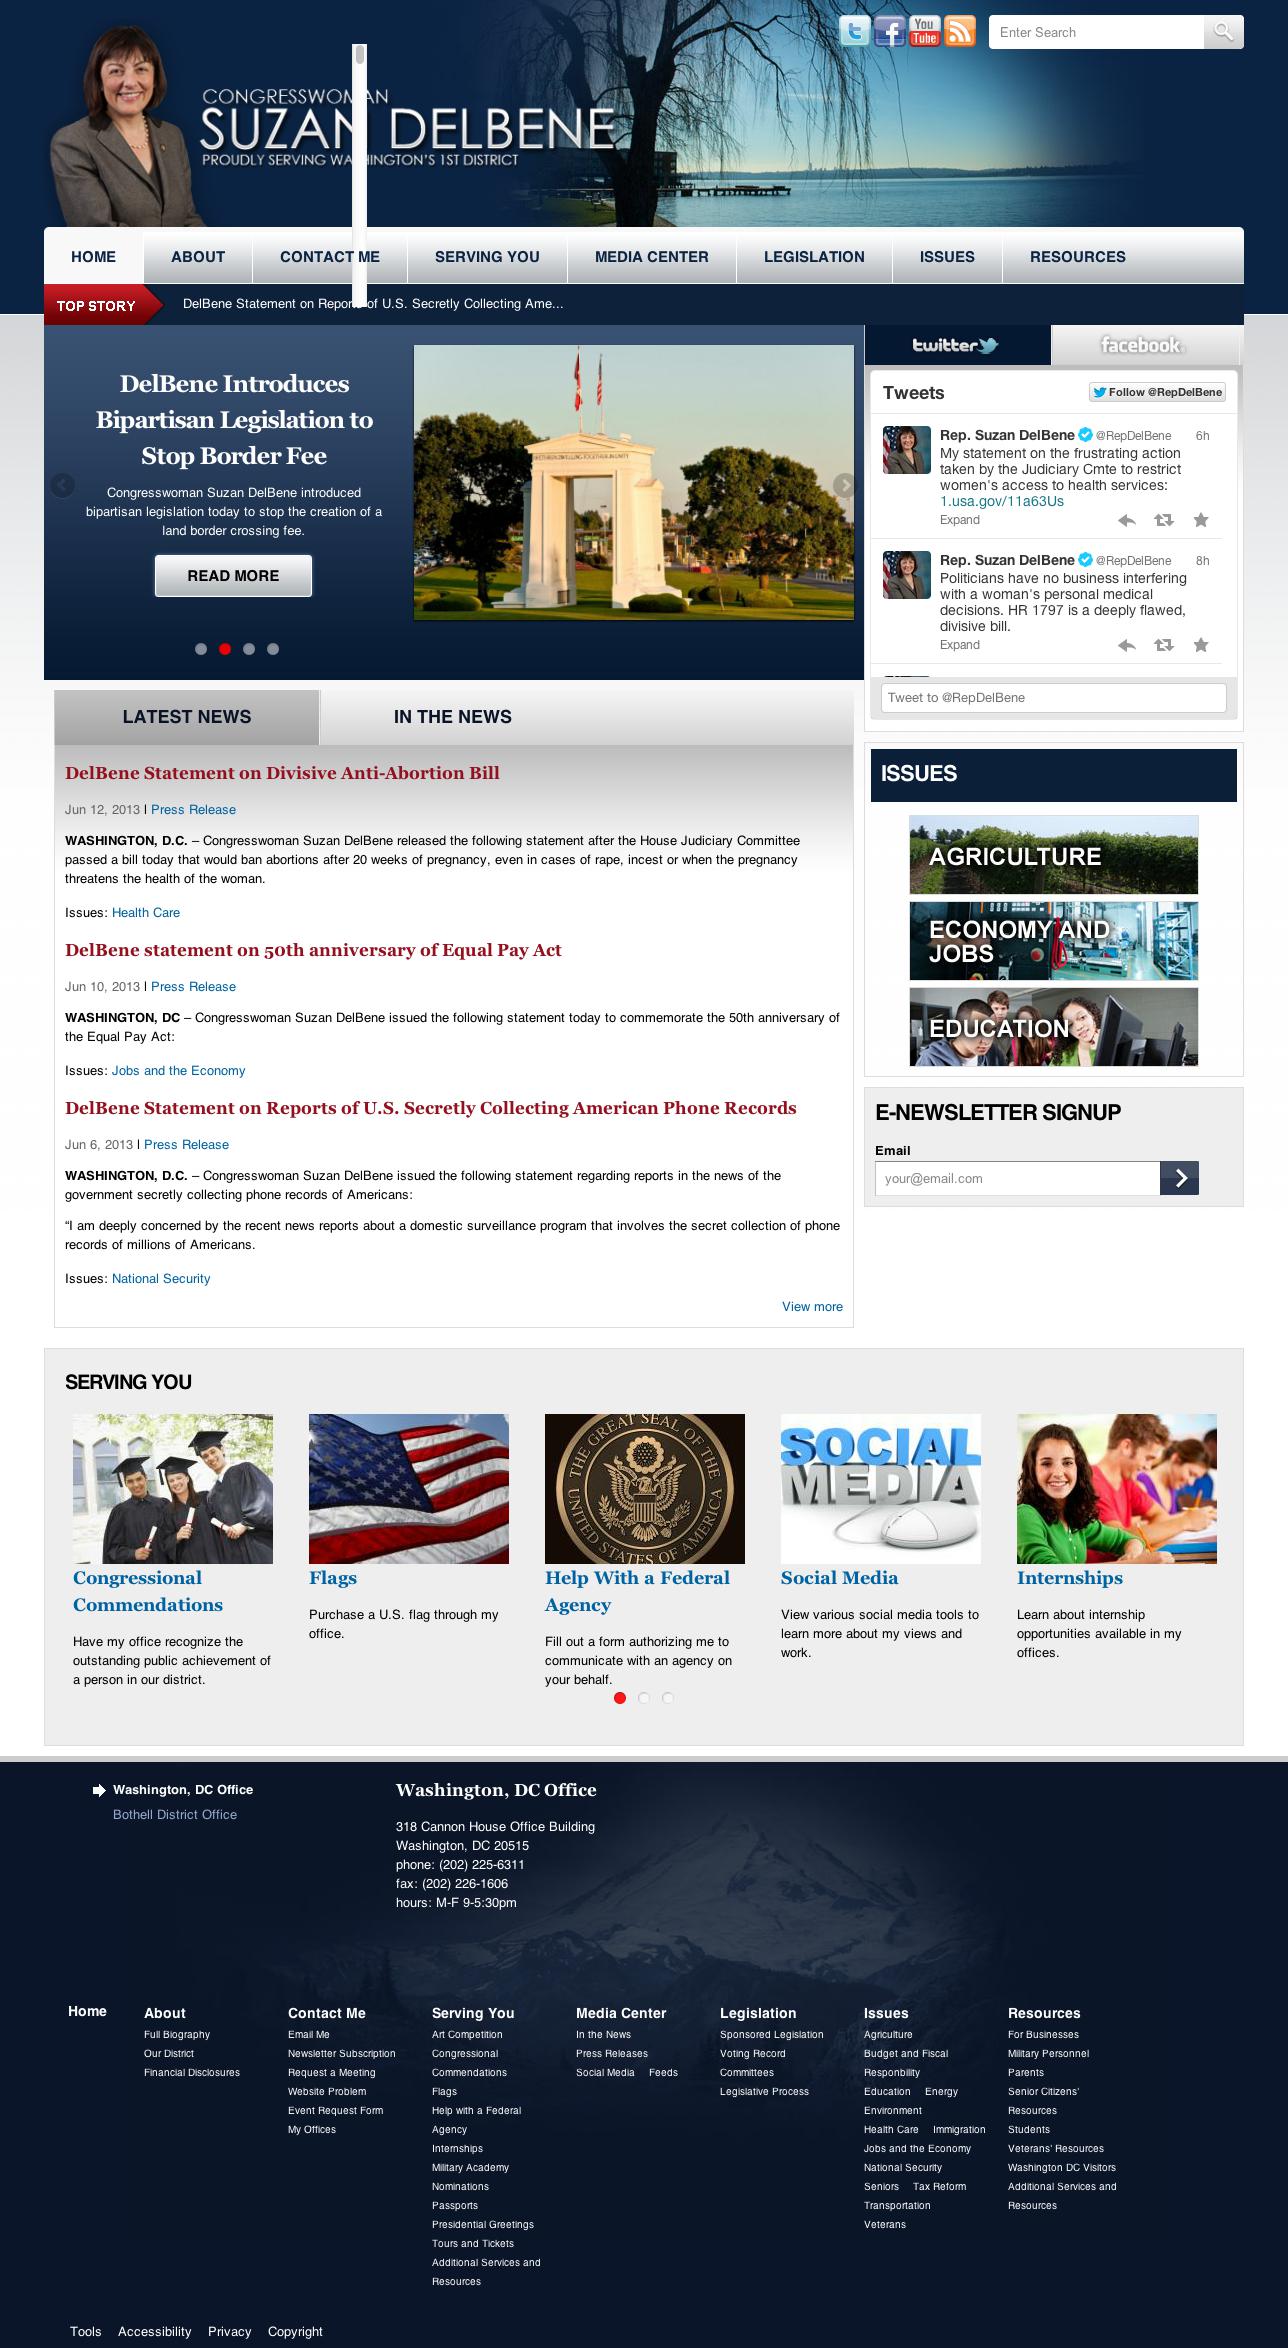 You
Tube
Enter Search
CONGRESSWOMAN
SUZAN DELBENE
PROUDLY SERVING WASHINGTON'S 1ST DISTRICT
HOME ABOUT CONTACT ME SERVING YOU MEDIA CENTER LEGISLATION ISSUES RESOURCES
TOP STORY DelBene Statement on Reports of U.S. Secretly Collecting Ame...
DelBene Introduces
Bipartisan Legislation to
Stop Border Fee
Congresswoman Suzan DelBene introduced
bipartisan legislation today to stop the creation of a
land border crossing fee.
READ MORE
twitter facebook
Tweets Follow @RepDelBene
Rep. Suzan DelBene @RepDelBene 6h
My statement on the frustrating action
taken by the Judiciary Cmte to restrict
women's access to health services:
1.usa.gov/11a63Us
Expand
Rep. Suzan DelBene @RepDelBene 8h
Politicians have no business interfering
with a woman's personal medical
decisions. HR 1797 is a deeply flawed,
divisive bill.
Expand
Tweet to @RepDelBene
LATEST NEWS IN THE NEWS
DelBene Statement on Divisive Anti-Abortion Bill
Jun 12, 2013 | Press Release
WASHINGTON, D.C. – Congresswoman Suzan DelBene released the following statement after the House Judiciary Committee
passed a bill today that would ban abortions after 20 weeks of pregnancy, even in cases of rape, incest or when the pregnancy
threatens the health of the woman.
Issues: Health Care
DelBene statement on 50th anniversary of Equal Pay Act
Jun 10, 2013 | Press Release
WASHINGTON, DC – Congresswoman Suzan DelBene issued the following statement today to commemorate the 50th anniversary of
the Equal Pay Act:
Issues: Jobs and the Economy
DelBene Statement on Reports of U.S. Secretly Collecting American Phone Records
Jun 6, 2013 | Press Release
WASHINGTON, D.C. – Congresswoman Suzan DelBene issued the following statement regarding reports in the news of the
government secretly collecting phone records of Americans:
“I am deeply concerned by the recent news reports about a domestic surveillance program that involves the secret collection of phone
records of millions of Americans.
Issues: National Security
View more
ISSUES
AGRICULTURE
ECONOMY AND
JOBS
EDUCATION
E-NEWSLETTER SIGNUP
Email
your@email.com
SERVING YOU
THE GREAT SEAL OF THE
UNITED STATES OF AMERICA
SOCIAL
MEDIA
Congressional
Commendations
Have my office recognize the
outstanding public achievement of
a person in our district.
Flags
Purchase a U.S. flag through my
office.
Help With a Federal
Agency
Fill out a form authorizing me to
communicate with an agency on
your behalf.
Social Media
View various social media tools to
learn more about my views and
work.
Internships
Learn about internship
opportunities available in my
offices.
Washington, DC Office
Bothell District Office
Washington, DC Office
318 Cannon House Office Building
Washington, DC 20515
phone: (202) 225-6311
fax: (202) 226-1606
hours: M-F 9-5:30pm
Home
About
Full Biography
Our District
Financial Disclosures
Contact Me
Email Me
Newsletter Subscription
Request a Meeting
Website Problem
Event Request Form
My Offices
Serving You
Art Competition
Congressional
Commendations
Flags
Help with a Federal
Agency
Internships
Military Academy
Nominations
Passports
Presidential Greetings
Tours and Tickets
Additional Services and
Resources
Media Center
In the News
Press Releases
Social Media Feeds
Legislation
Sponsored Legislation
Voting Record
Committees
Legislative Process
Issues
Agriculture
Budget and Fiscal
Responbility
Education Energy
Environment
Health Care Immigration
Jobs and the Economy
National Security
Seniors Tax Reform
Transportation
Veterans
Resources
For Businesses
Military Personnel
Parents
Senior Citizens'
Resources
Students
Veterans' Resources
Washington DC Visitors
Additional Services and
Resources
Tools Accessibility Privacy Copyright